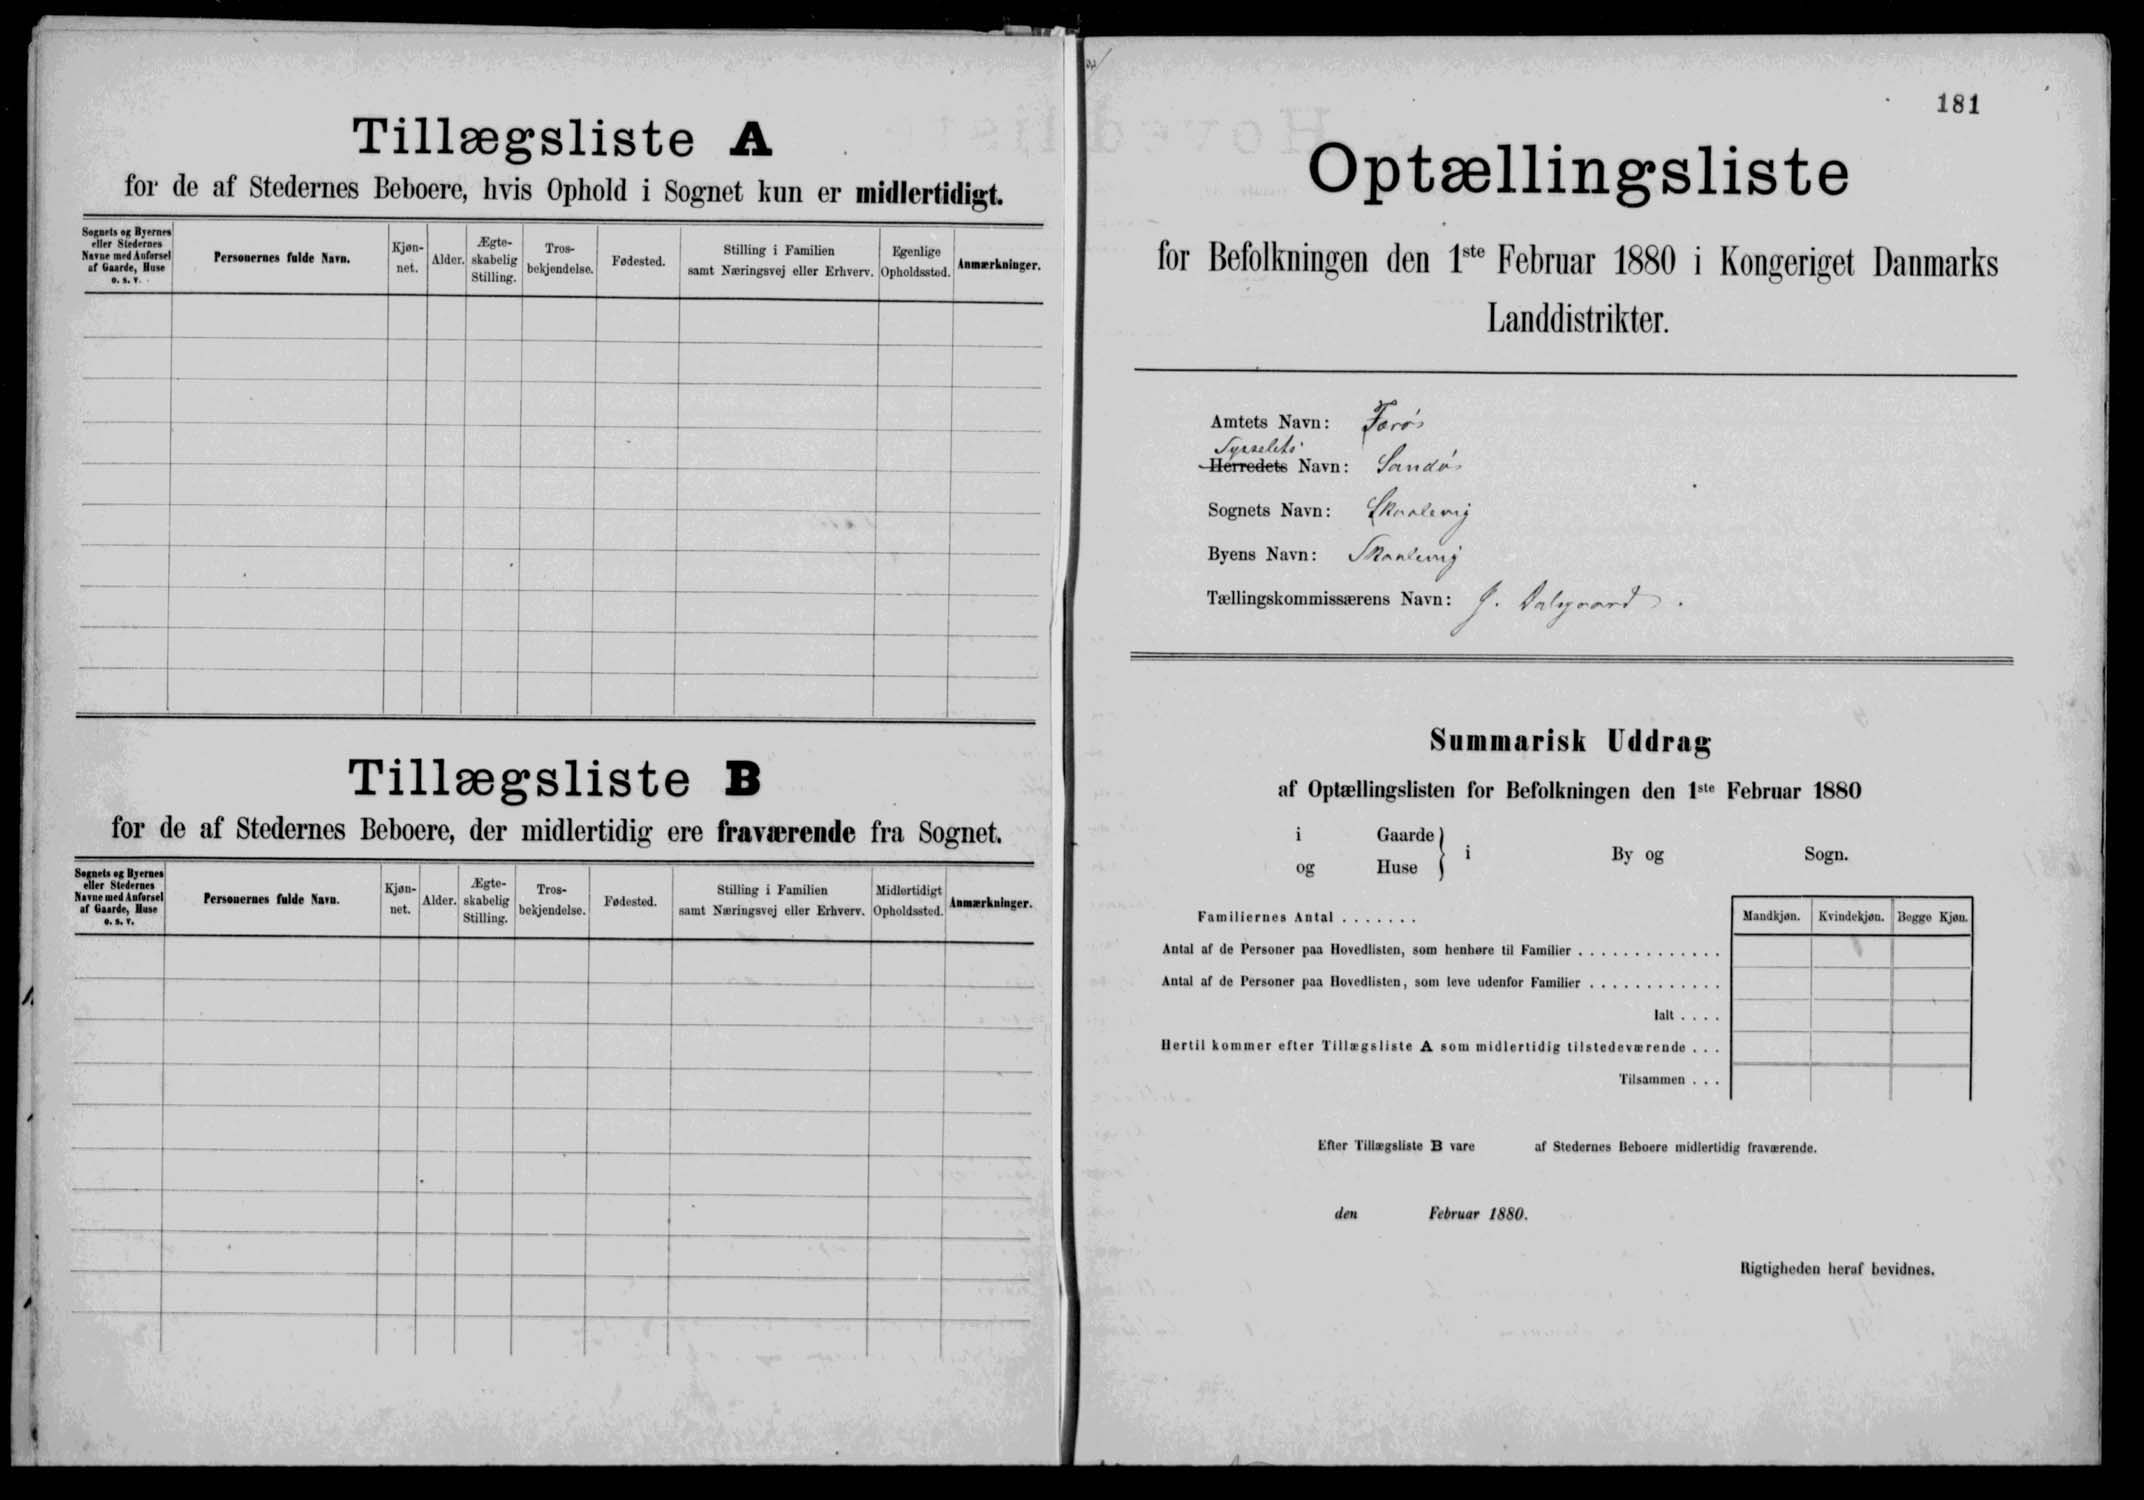 Tillægsliste A
for de af Stedernes Beboere, hvis Ophold i Sognet kun er midlertidigt.
Sognets og Byernes eller Stedernes Navne med Anførsel af Gaarde, Huse o. s. v.
Personernes fulde Navn.
Kjønnet.
Alder.
Ægteskabelig Stilling.
Trosbekjendelse.
Fødested.
Stilling i Familien samt Næringsvej eller Erhverv.
Egenlige Opholdssted.
Anmærkninger.
Tillægsliste B
for de af Stedernes Beboere, der midlertidig ere fraværende fra Sognet.
Sognets og Byernes eller Stedernes Navne med Anførsel af Gaarde, Huse o. s. v.
Personernes fulde Navn.
Kjønnet.
Alder.
Ægteskabelig Stilling.
Trosbekjendelse.
Fødested.
Stilling i Familien samt Næringsvej eller Erhverv.
Midlertidigt Opholdssted.
Anmærkninger.
181
Optællingsliste
for Befolkningen den 1ste Februar 1880 i Kongeriget Danmarks
Landdistrikter.
Amtets Navn: Færø
Sysselets
Herredets Navn: Sandø
Sognets Navn: Skaalevig
Byens Navn: Skaalevig
Tællingskommissærens Navn: J. Dalgaard.
Summarisk Uddrag
af Optællingslisten for Befolkningen den 1ste Februar 1880
i Gaarde
og Huse
i By og Sogn.
Mandkjøn. Kvindekjøn. Begge Kjøn.
Familiernes Antal . . . . . . .
Antal af de Personer paa Hovedlisten, som henhøre til Familier . . . . . . . . . . . . .
Antal af de Personer paa Hovedlisten, som leve udenfor Familier . . . . . . . . . . . .
Ialt . . . .
Hertil kommer efter Tillægsliste A som midlertidig tilstedeværende . . .
Tilsammen . . .
Efter Tillægsliste B vare af Stedernes Beboere midlertidig fraværende.
den Februar 1880.
Rigtigheden heraf bevidnes.